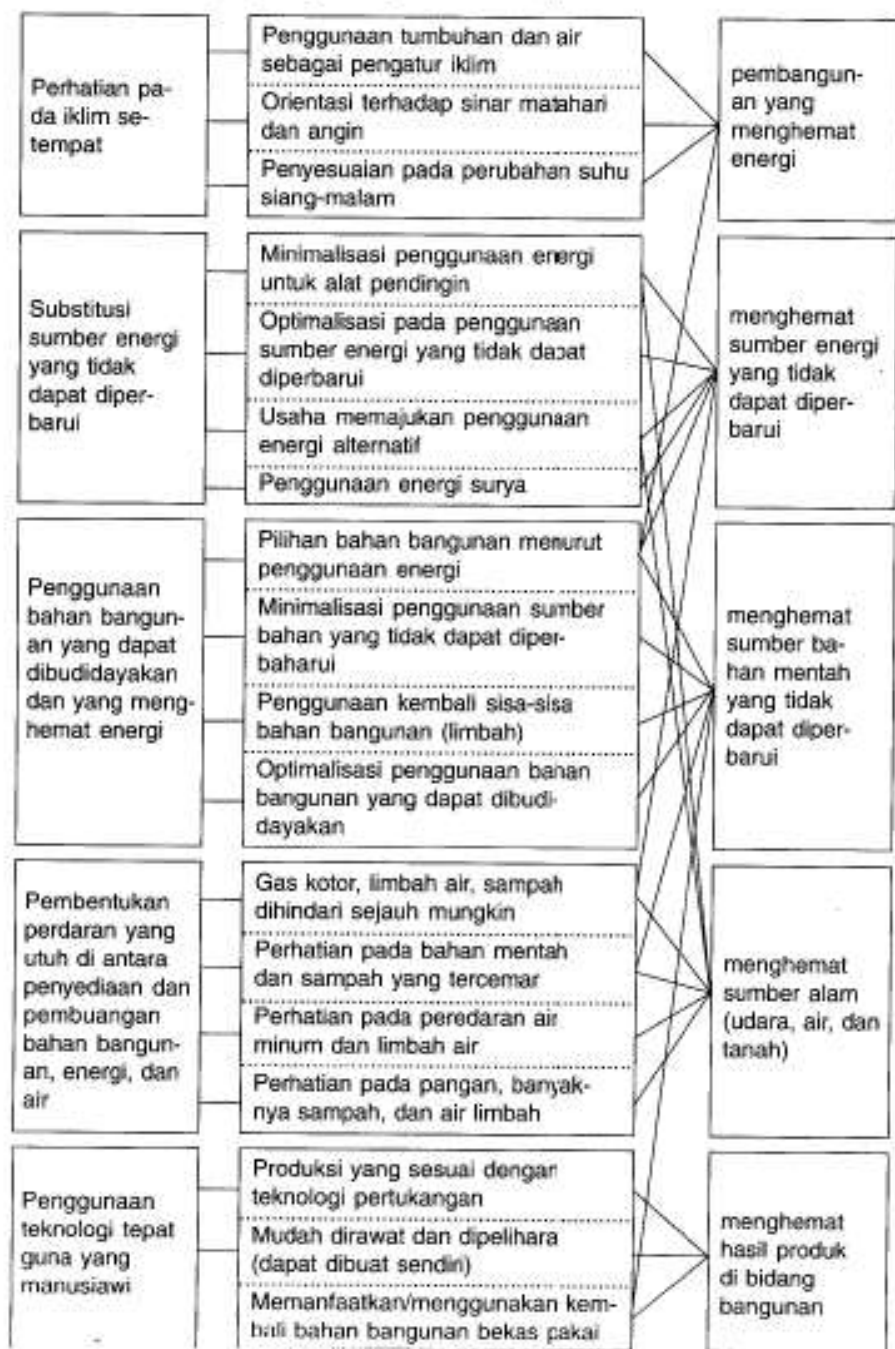 Perhatian pa-
da iklim se-
tempat
Penggunaan tumbuhan dan air
sebagai pengatur iklim
Orientasi terhadap sinar matahari
dan angin
Penyesuaian pada perubahan suhu
siang-malam
pembangun-
an yang
menghemat
energi
Substitusi
sumber energi
yang tidak
dapat diper-
barui
Minimalisasi penggunaan energi
untuk alat pendingin
Optimalisasi pada penggunaan
sumber energi yang tidak dapat
diperbarui
Usaha memajukan penggunaan
energi alternatif
Penggunaan energi surya
menghemat
sumber energi
yang tidak
dapat diper-
barui
Penggunaan
bahan bangun-
an yang dapat
dibudidayakan
dan yang meng-
hemat energi
Pilihan bahan bangunan menurut
penggunaan energi
Minimalisasi penggunaan sumber
bahan yang tidak dapat diper-
baharui
Penggunaan kembali sisa-sisa
bahan bangunan (limbah)
Optimalisasi penggunaan bahan
bangunan yang dapat dibudi-
dayakan
menghemat
sumber ba-
han mentah
yang tidak
dapat diper-
barui
Pembentukan
perdaran yang
utuh di antara
penyediaan dan
pembuangan
bahan bangun-
an, energi, dan
air
Gas kotor, limbah air, sampah
dihindari sejauh mungkin
Perhatian pada bahan mentah
dan sampah yang tercemar
Perhatian pada peredaran air
minum dan limbah air
Perhatian pada pangan, banyak-
nya sampah, dan air limbah
menghemat
sumber alam
(udara, air, dan
tanah)
Penggunaan
teknologi tepat
guna yang
manusiawi
Produksi yang sesuai dengan
teknologi pertukangan
Mudah dirawat dan dipelihara
(dapat dibuat sendiri)
Memanfaatkan/menggunakan kem-
bali bahan bangunan bekas pakai
menghemat
hasil produk
di bidang
bangunan